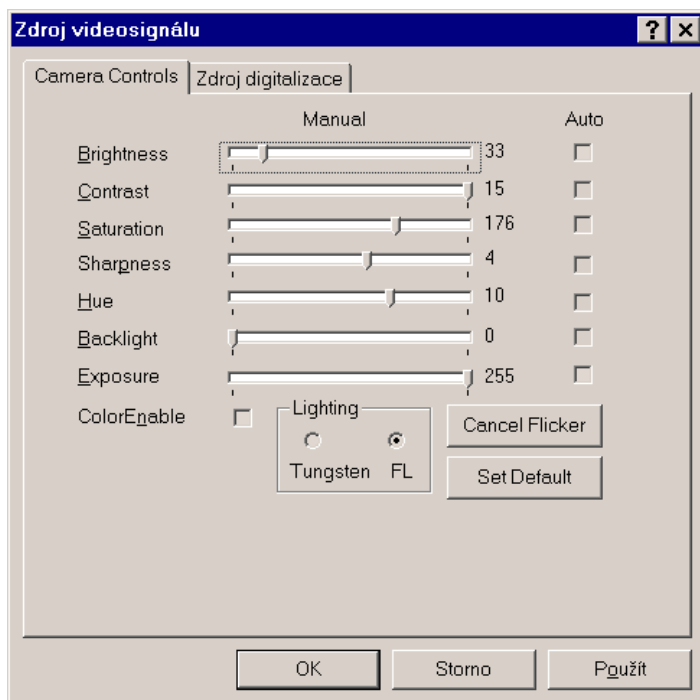 Zdroj videosignálu
Camera Controls Zdroj digitalizace
Manual Auto
Brightness 33
Contrast 15
Saturation 176
Sharpness 4
Hue 10
Backlight 0
Exposure 255
ColorEnable
Lighting
Tungsten FL
Cancel Flicker
Set Default
OK Storno Použít